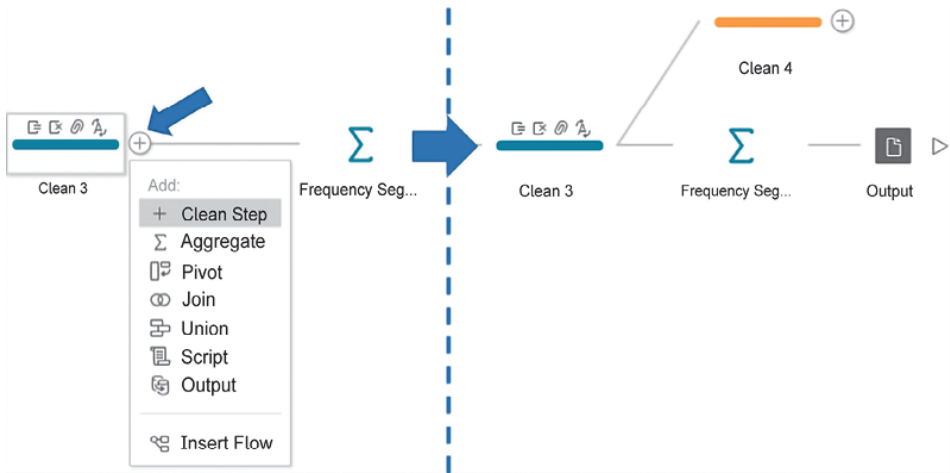 Clean 3
Add:
Clean Step
Aggregate
Pivot
Join
Union
Script
Output
Insert Flow
Frequency Seg...
Clean 4
Clean 3
Frequency Seg...
Output